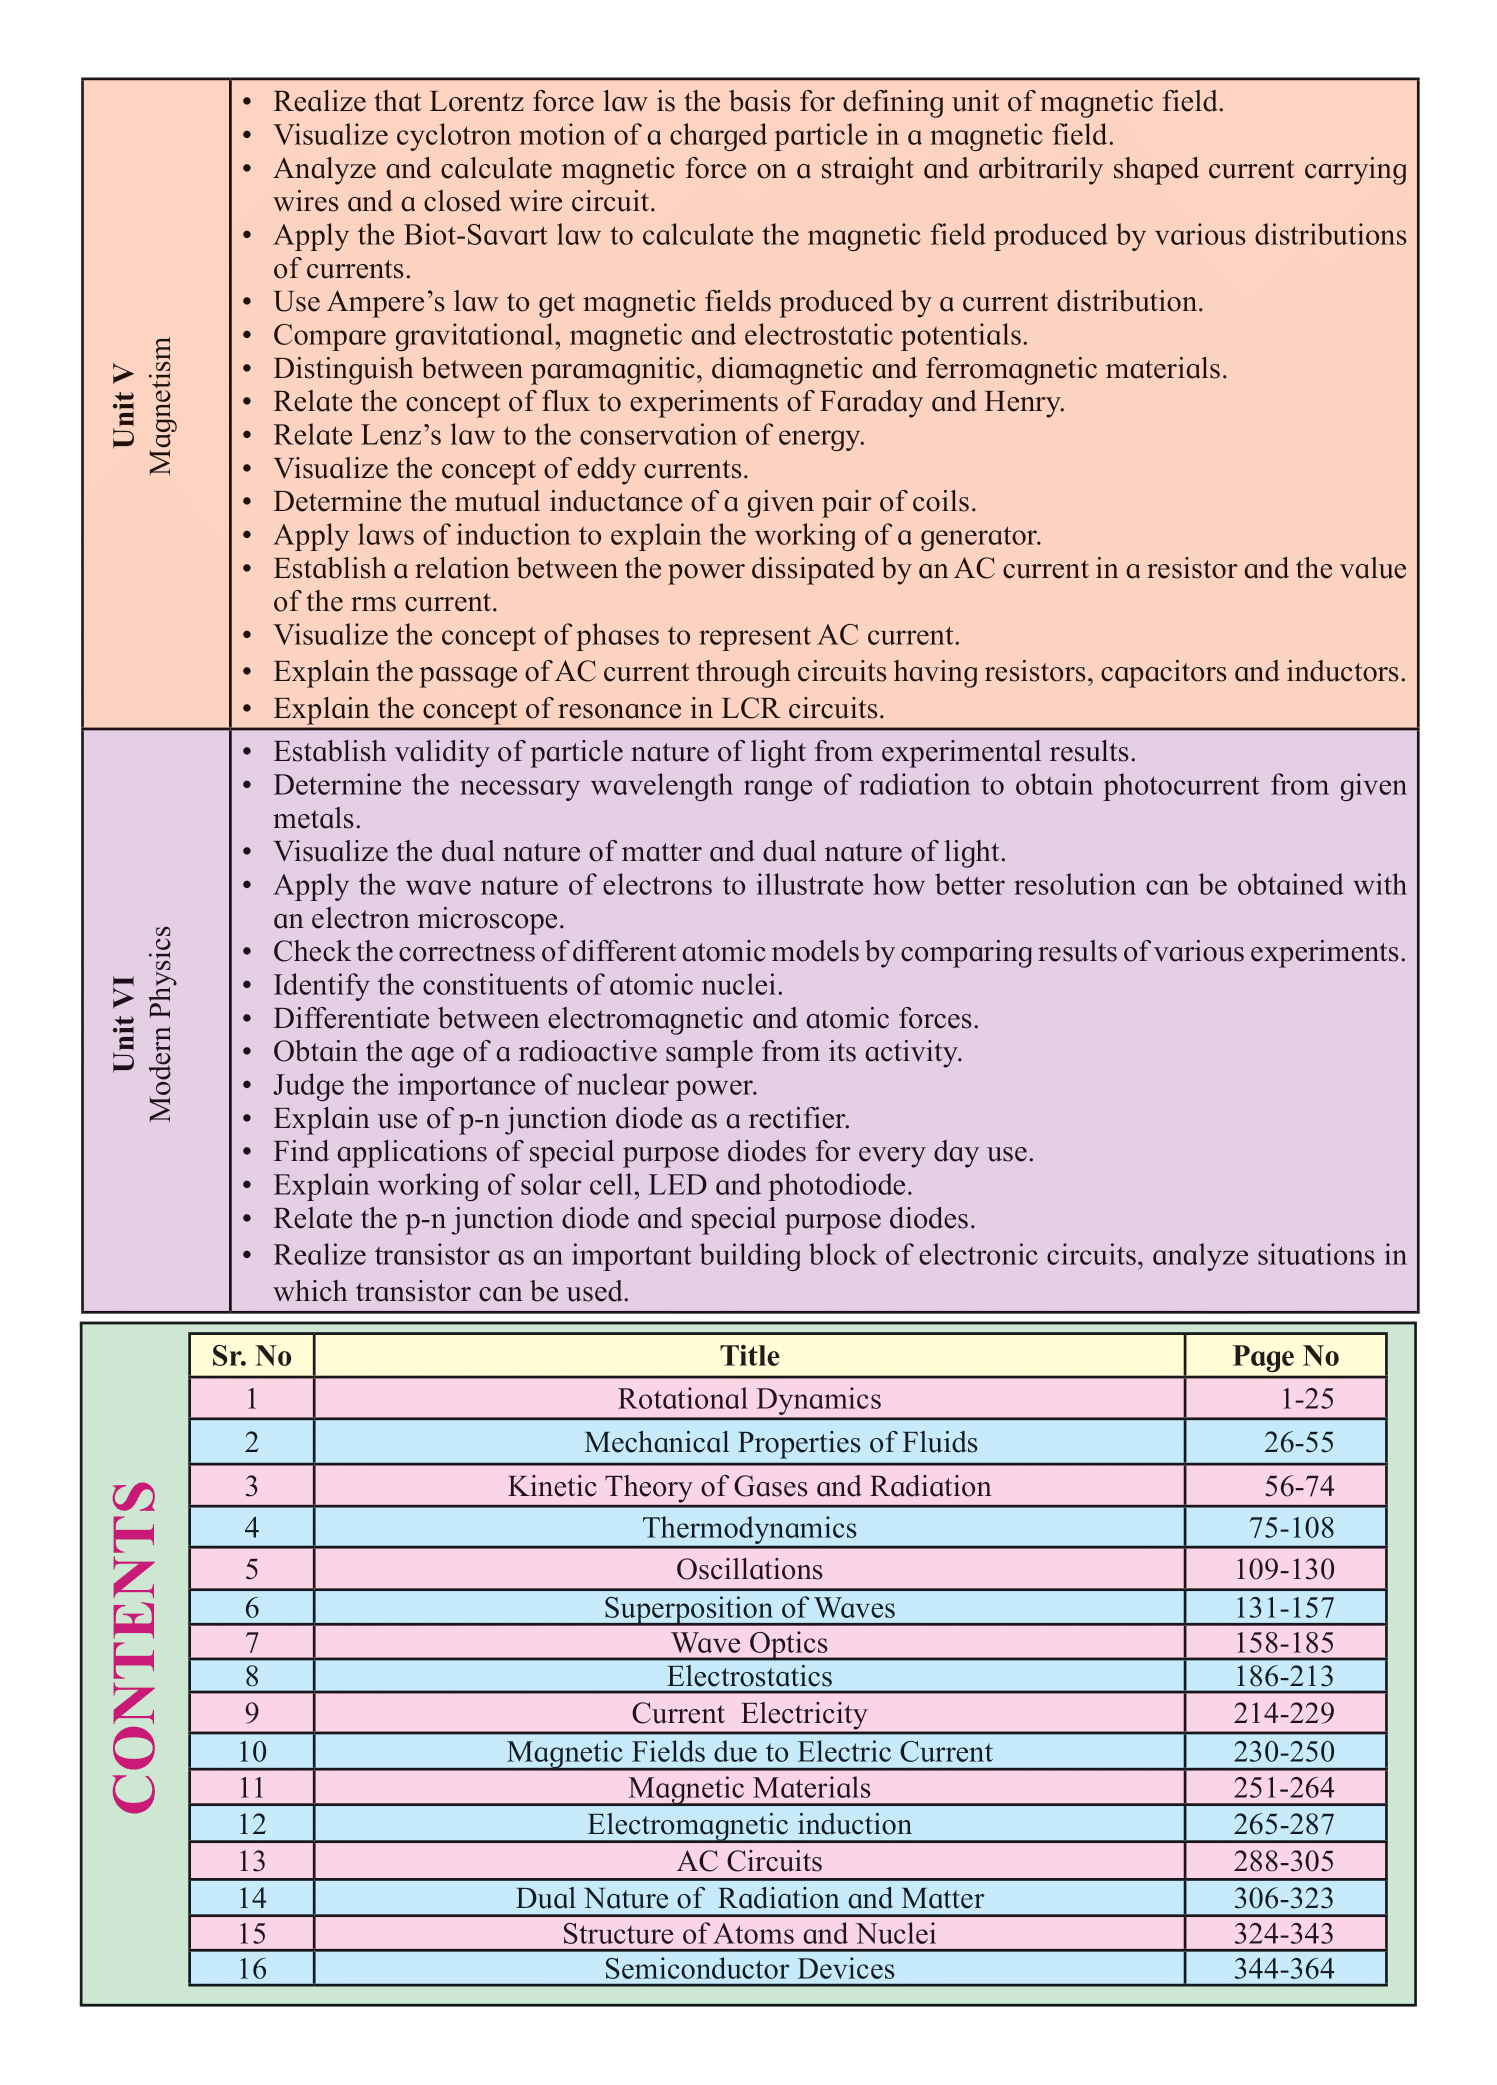 Unit V
Magnetism
• Realize that Lorentz force law is the basis for defining unit of magnetic field.
• Visualize cyclotron motion of a charged particle in a magnetic field.
• Analyze and calculate magnetic force on a straight and arbitrarily shaped current carrying
wires and a closed wire circuit.
• Apply the Biot-Savart law to calculate the magnetic field produced by various distributions
of currents.
• Use Ampere’s law to get magnetic fields produced by a current distribution.
• Compare gravitational, magnetic and electrostatic potentials.
• Distinguish between paramagnitic, diamagnetic and ferromagnetic materials.
• Relate the concept of flux to experiments of Faraday and Henry.
• Relate Lenz’s law to the conservation of energy.
• Visualize the concept of eddy currents.
• Determine the mutual inductance of a given pair of coils.
• Apply laws of induction to explain the working of a generator.
• Establish a relation between the power dissipated by an AC current in a resistor and the value
of the rms current.
• Visualize the concept of phases to represent AC current.
• Explain the passage of AC current through circuits having resistors, capacitors and inductors.
• Explain the concept of resonance in LCR circuits.
Unit VI
Modern Physics
• Establish validity of particle nature of light from experimental results.
• Determine the necessary wavelength range of radiation to obtain photocurrent from given
metals.
• Visualize the dual nature of matter and dual nature of light.
• Apply the wave nature of electrons to illustrate how better resolution can be obtained with
an electron microscope.
• Check the correctness of different atomic models by comparing results of various experiments.
• Identify the constituents of atomic nuclei.
• Differentiate between electromagnetic and atomic forces.
• Obtain the age of a radioactive sample from its activity.
• Judge the importance of nuclear power.
• Explain use of p-n junction diode as a rectifier.
• Find applications of special purpose diodes for every day use.
• Explain working of solar cell, LED and photodiode.
• Relate the p-n junction diode and special purpose diodes.
• Realize transistor as an important building block of electronic circuits, analyze situations in
which transistor can be used.
CONTENTS
Sr. No Title Page No
1 Rotational Dynamics 1-25
2 Mechanical Properties of Fluids 26-55
3 Kinetic Theory of Gases and Radiation 56-74
4 Thermodynamics 75-108
5 Oscillations 109-130
6 Superposition of Waves 131-157
7 Wave Optics 158-185
8 Electrostatics 186-213
9 Current Electricity 214-229
10 Magnetic Fields due to Electric Current 230-250
11 Magnetic Materials 251-264
12 Electromagnetic induction 265-287
13 AC Circuits 288-305
14 Dual Nature of Radiation and Matter 306-323
15 Structure of Atoms and Nuclei 324-343
16 Semiconductor Devices 344-364